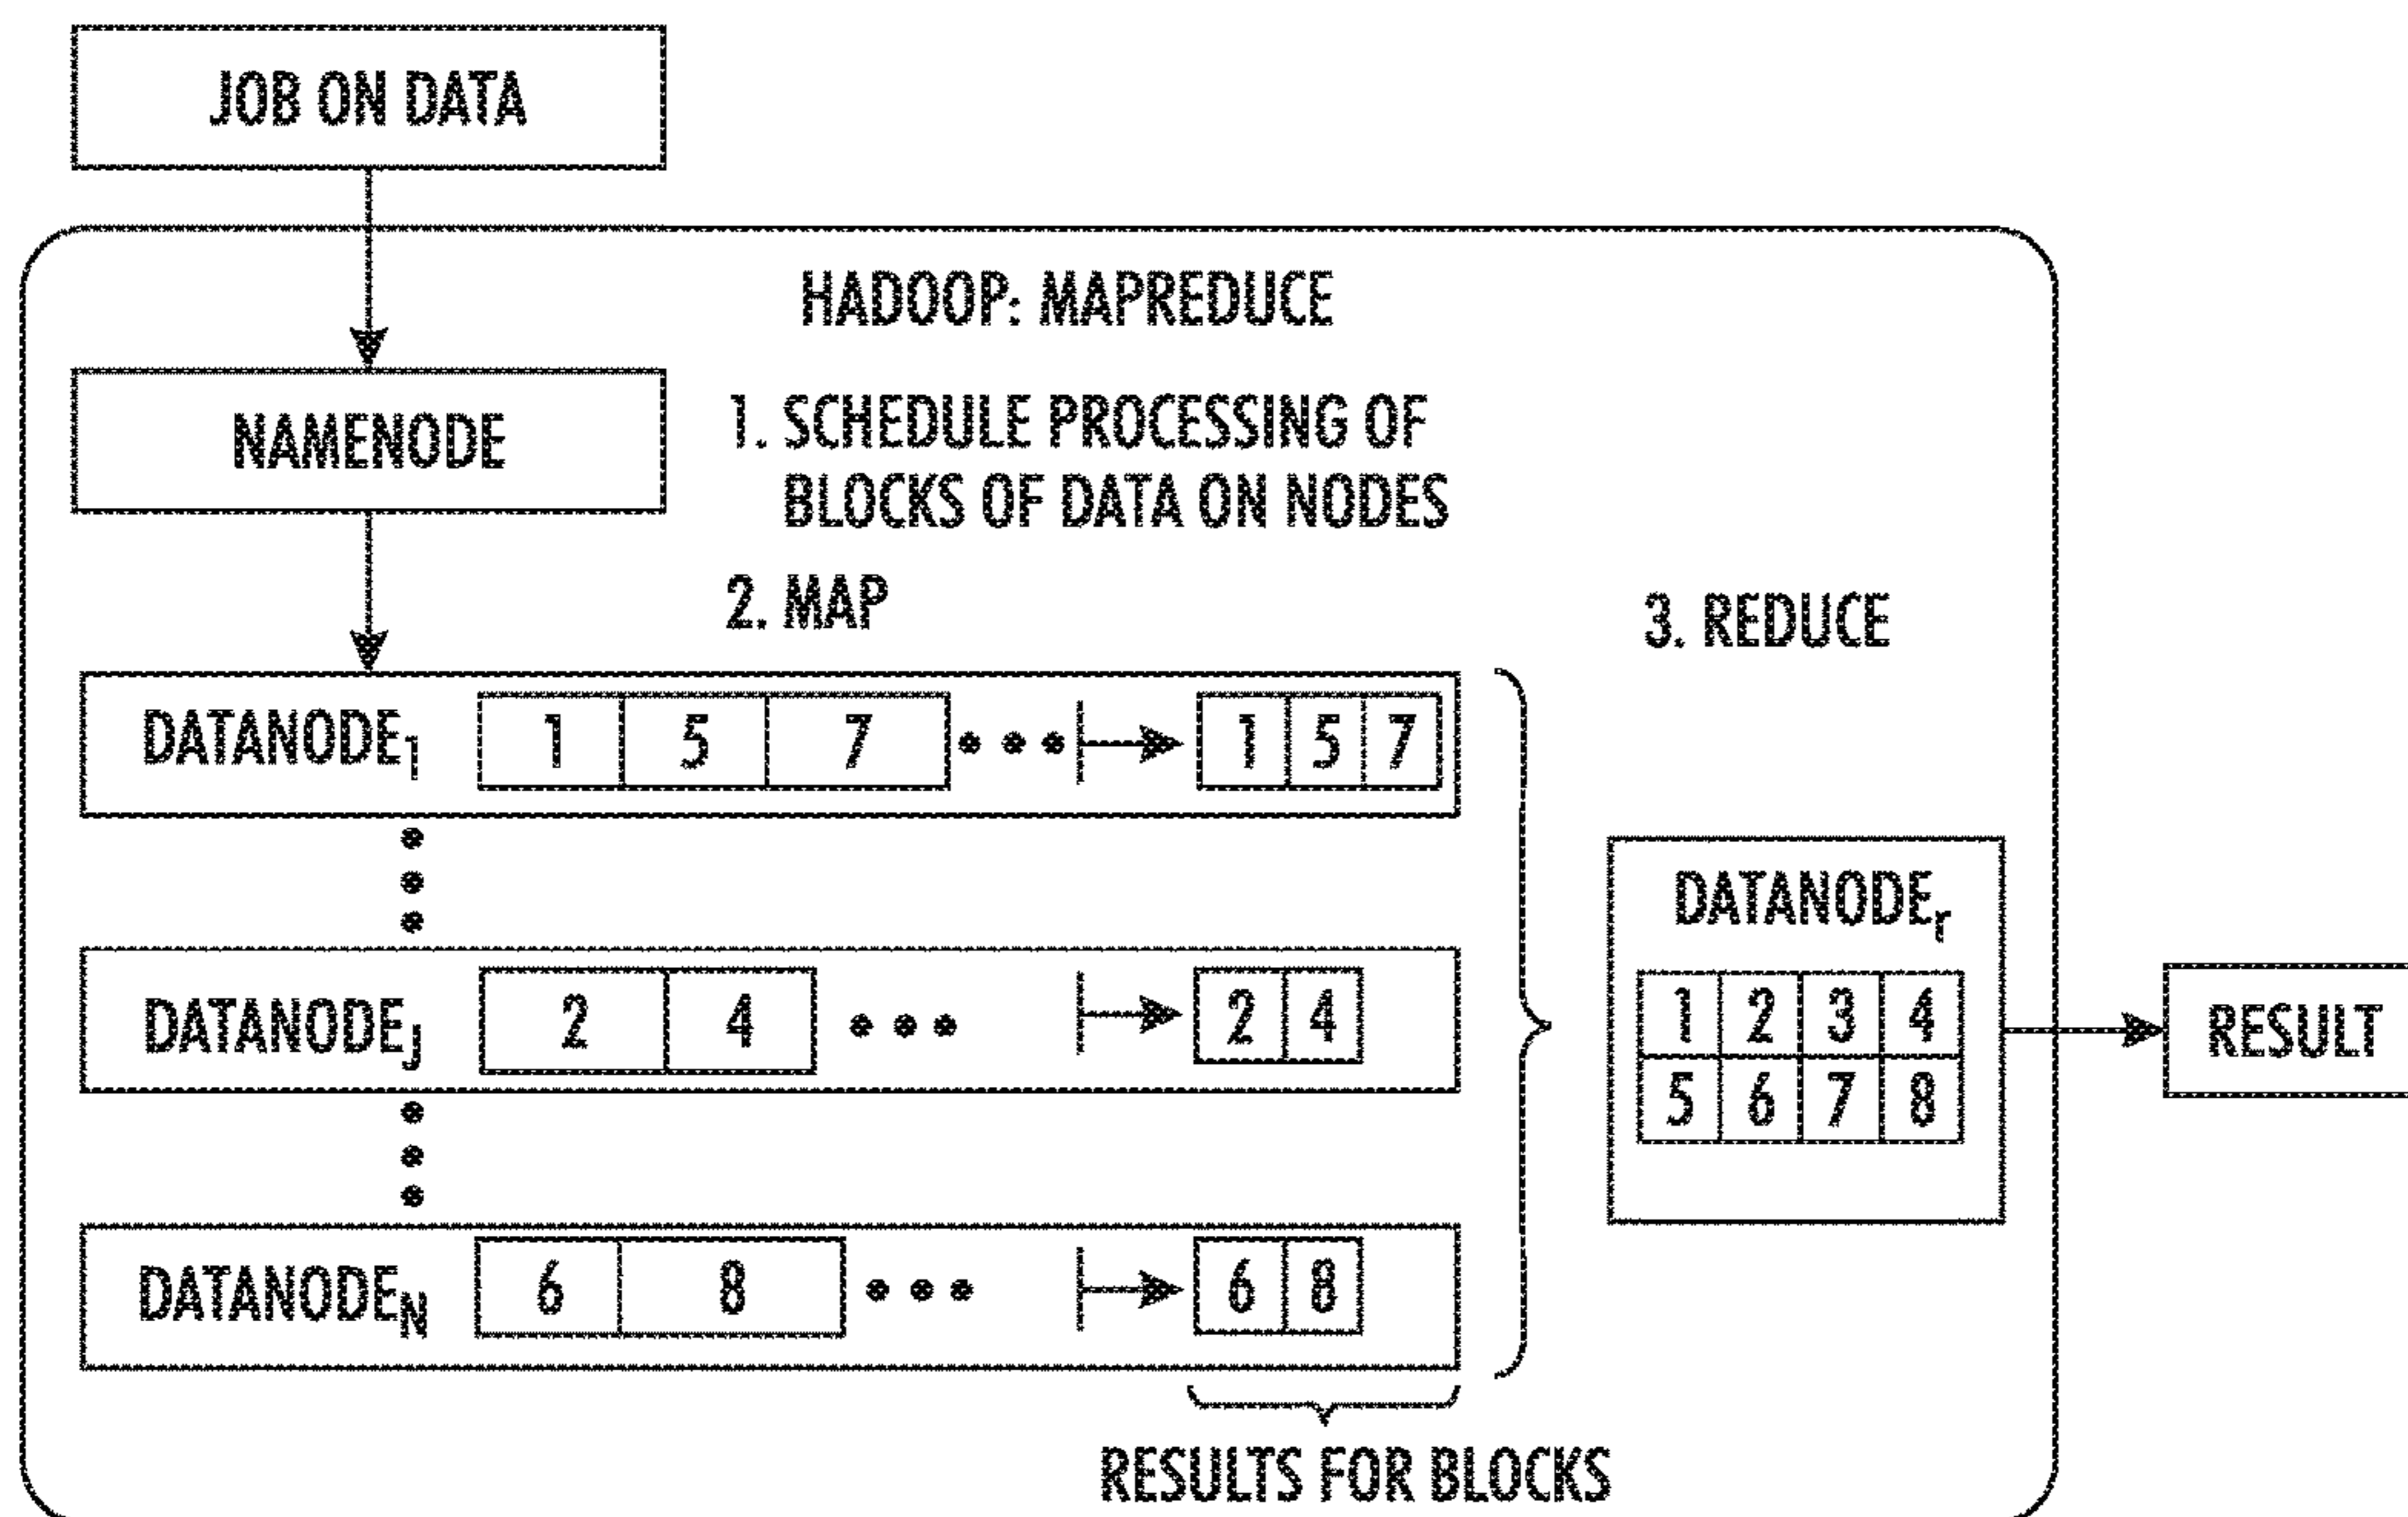 JOB ON DATA
HADOOP: MAPREDUCE
NAMENODE
1. SCHEDULE PROCESSING OF
BLOCKS OF DATA ON NODES
2. MAP
3. REDUCE
DATANODE1 1 5 7 ••• 1 5 7
DATANODEr
1 2 3 4
5 6 7 8
DATANODEJ 2 4 ••• 2 4
RESULT
DATANODEN 6 8 ••• 6 8
RESULTS FOR BLOCKS